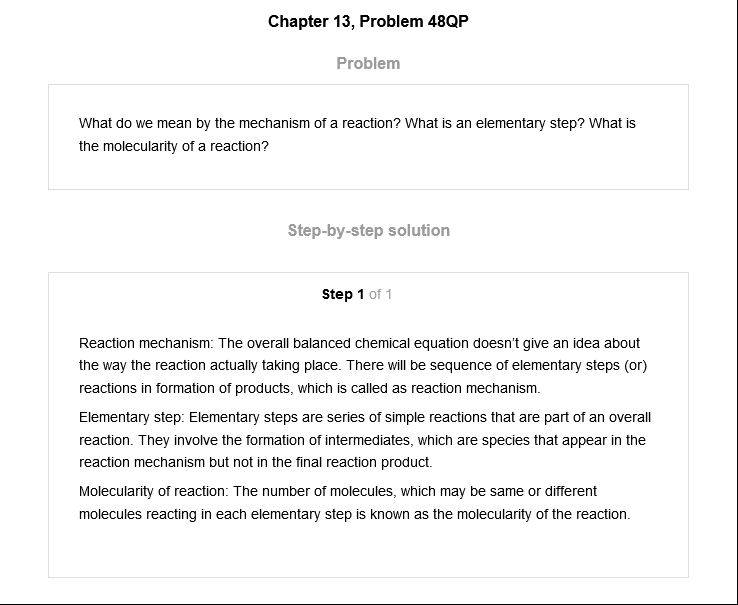 Chapter 13, Problem 48QP
Problem
What do we mean by the mechanism of a reaction? What is an elementary step? What is
the molecularity of a reaction?
Step-by-step solution
Step 1 of 1
Reaction mechanism: The overall balanced chemical equation doesn't give an idea about
the way the reaction actually taking place. There will be sequence of elementary steps (or)
reactions in formation of products, which is called as reaction mechanism.
Elementary step: Elementary steps are series of simple reactions that are part of an overall
reaction. They involve the formation of intermediates, which are species that appear in the
reaction mechanism but not in the final reaction product.
Molecularity of reaction: The number of molecules, which may be same or different
molecules reacting in each elementary step is known as the molecularity of the reaction.